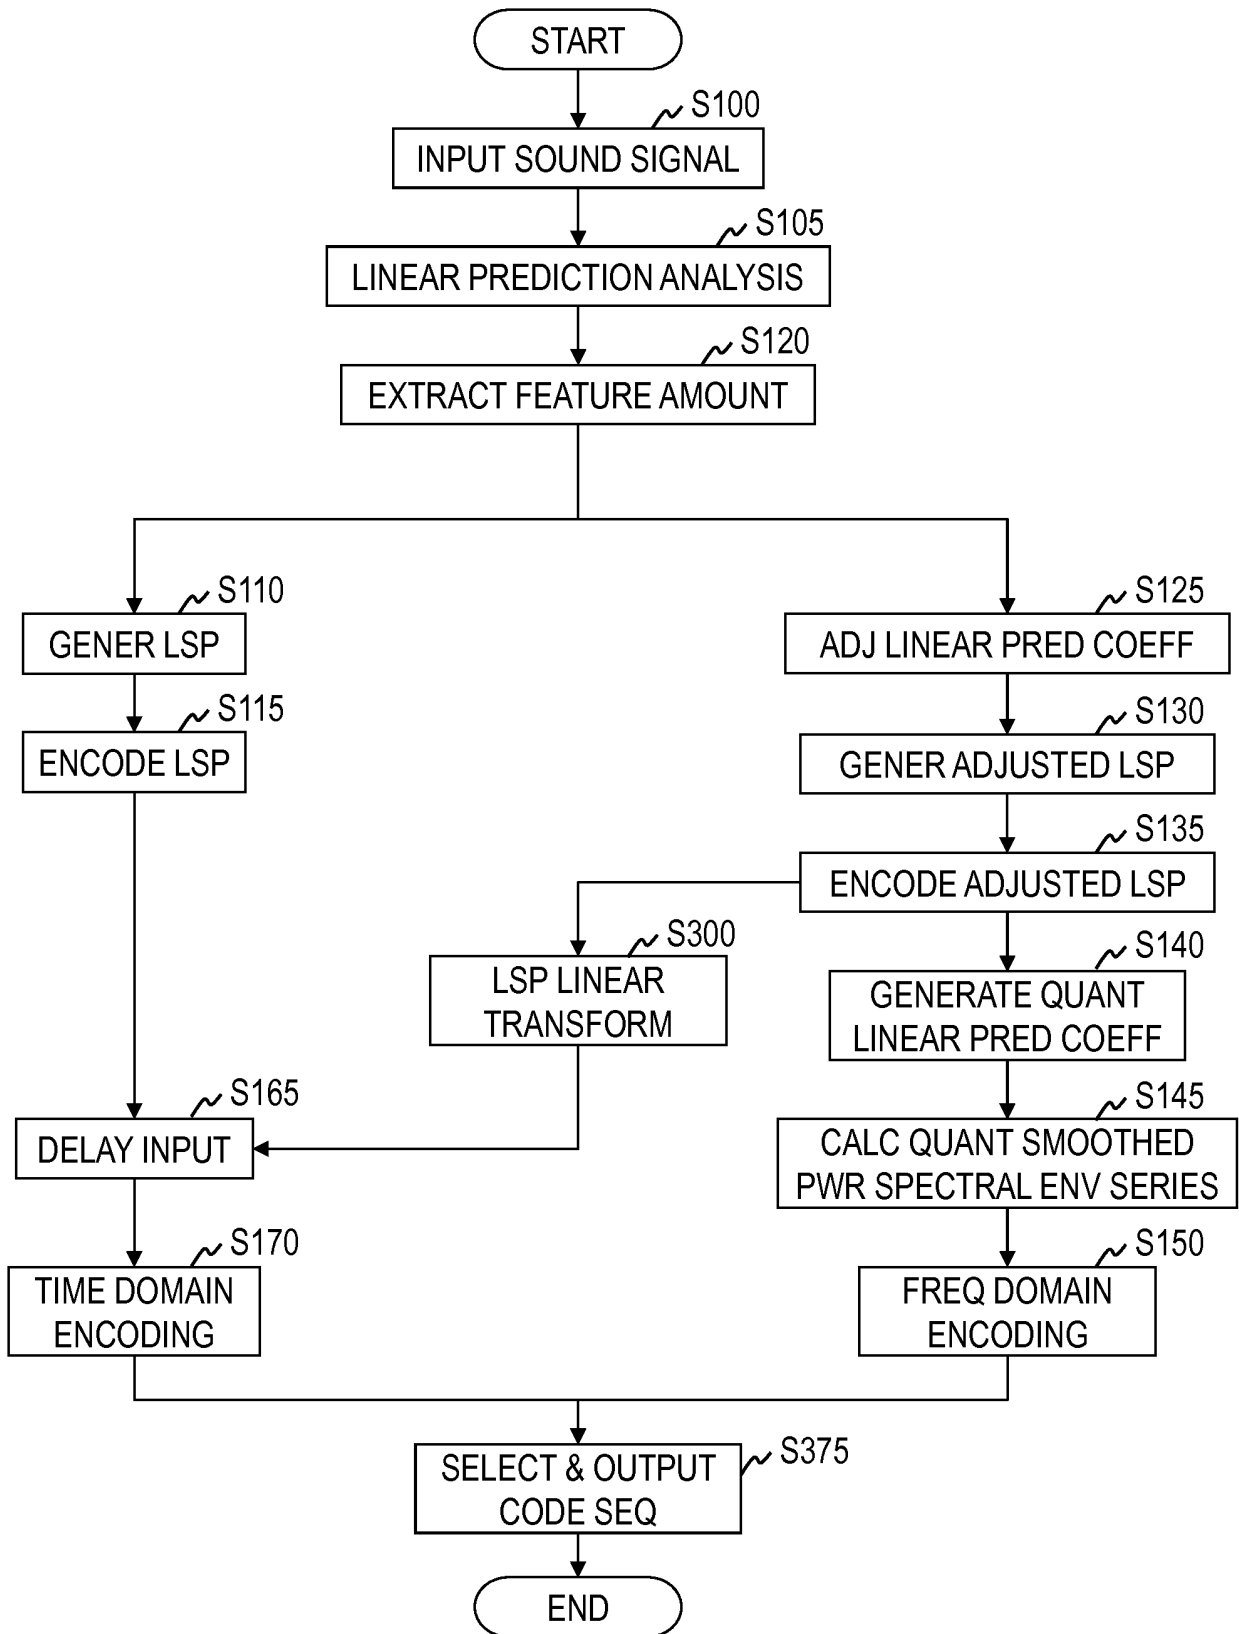 START
S100
INPUT SOUND SIGNAL
S105
LINEAR PREDICTION ANALYSIS
S120
EXTRACT FEATURE AMOUNT
S110
GENER LSP
S115
ENCODE LSP
S125
ADJ LINEAR PRED COEFF
S130
GENER ADJUSTED LSP
S135
ENCODE ADJUSTED LSP
S300
LSP LINEAR
TRANSFORM
S140
GENERATE QUANT
LINEAR PRED COEFF
S165
DELAY INPUT
S145
CALC QUANT SMOOTHED
PWR SPECTRAL ENV SERIES
S170
TIME DOMAIN
ENCODING
S150
FREQ DOMAIN
ENCODING
S375
SELECT & OUTPUT
CODE SEQ
END